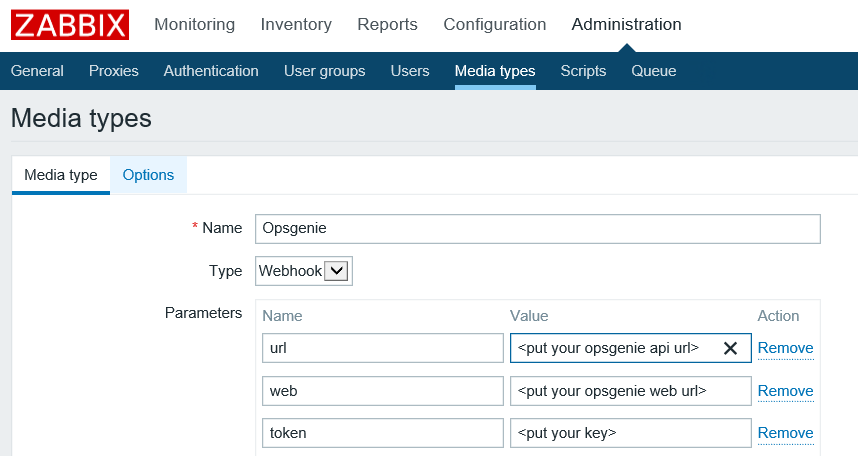 ZABBIX Monitoring Inventory Reports Configuration Administration
General Proxies Authentication User groups Users Media types Scripts Queue
Media types
Media type Options
* Name Opsgenie
Type Webhook
Parameters Name Value Action
url <put your opsgenie api url> Remove
web <put your opsgenie web url> Remove
token <put your key> Remove